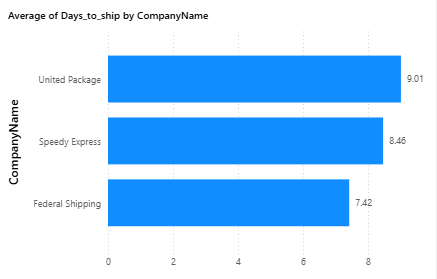 Average of Days_to_ship by CompanyName
CompanyName
United Package
9.01
Speedy Express
8.46
Federal Shipping
7.42
0 2 4 6 8